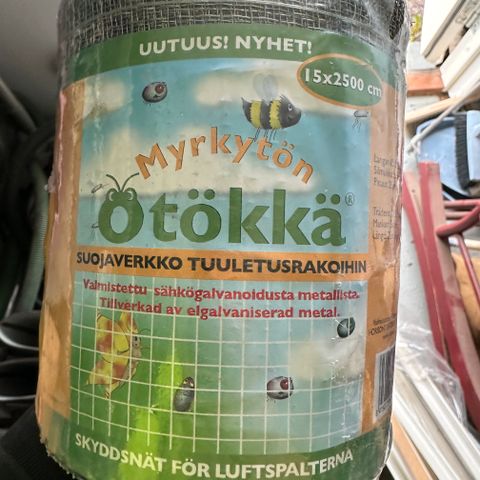 UUTUUS! NYHET!
15x2500 cm
Myrkytön
Ötökkä®
SUOJAVERKKO TUULETUSRAKOIHIN
Valmistettu sähkögalvanoidusta metallista.
Tillverkad av elgalvaniserad metal.
SKYDDSNÄT FÖR LUFTSPALTERNA